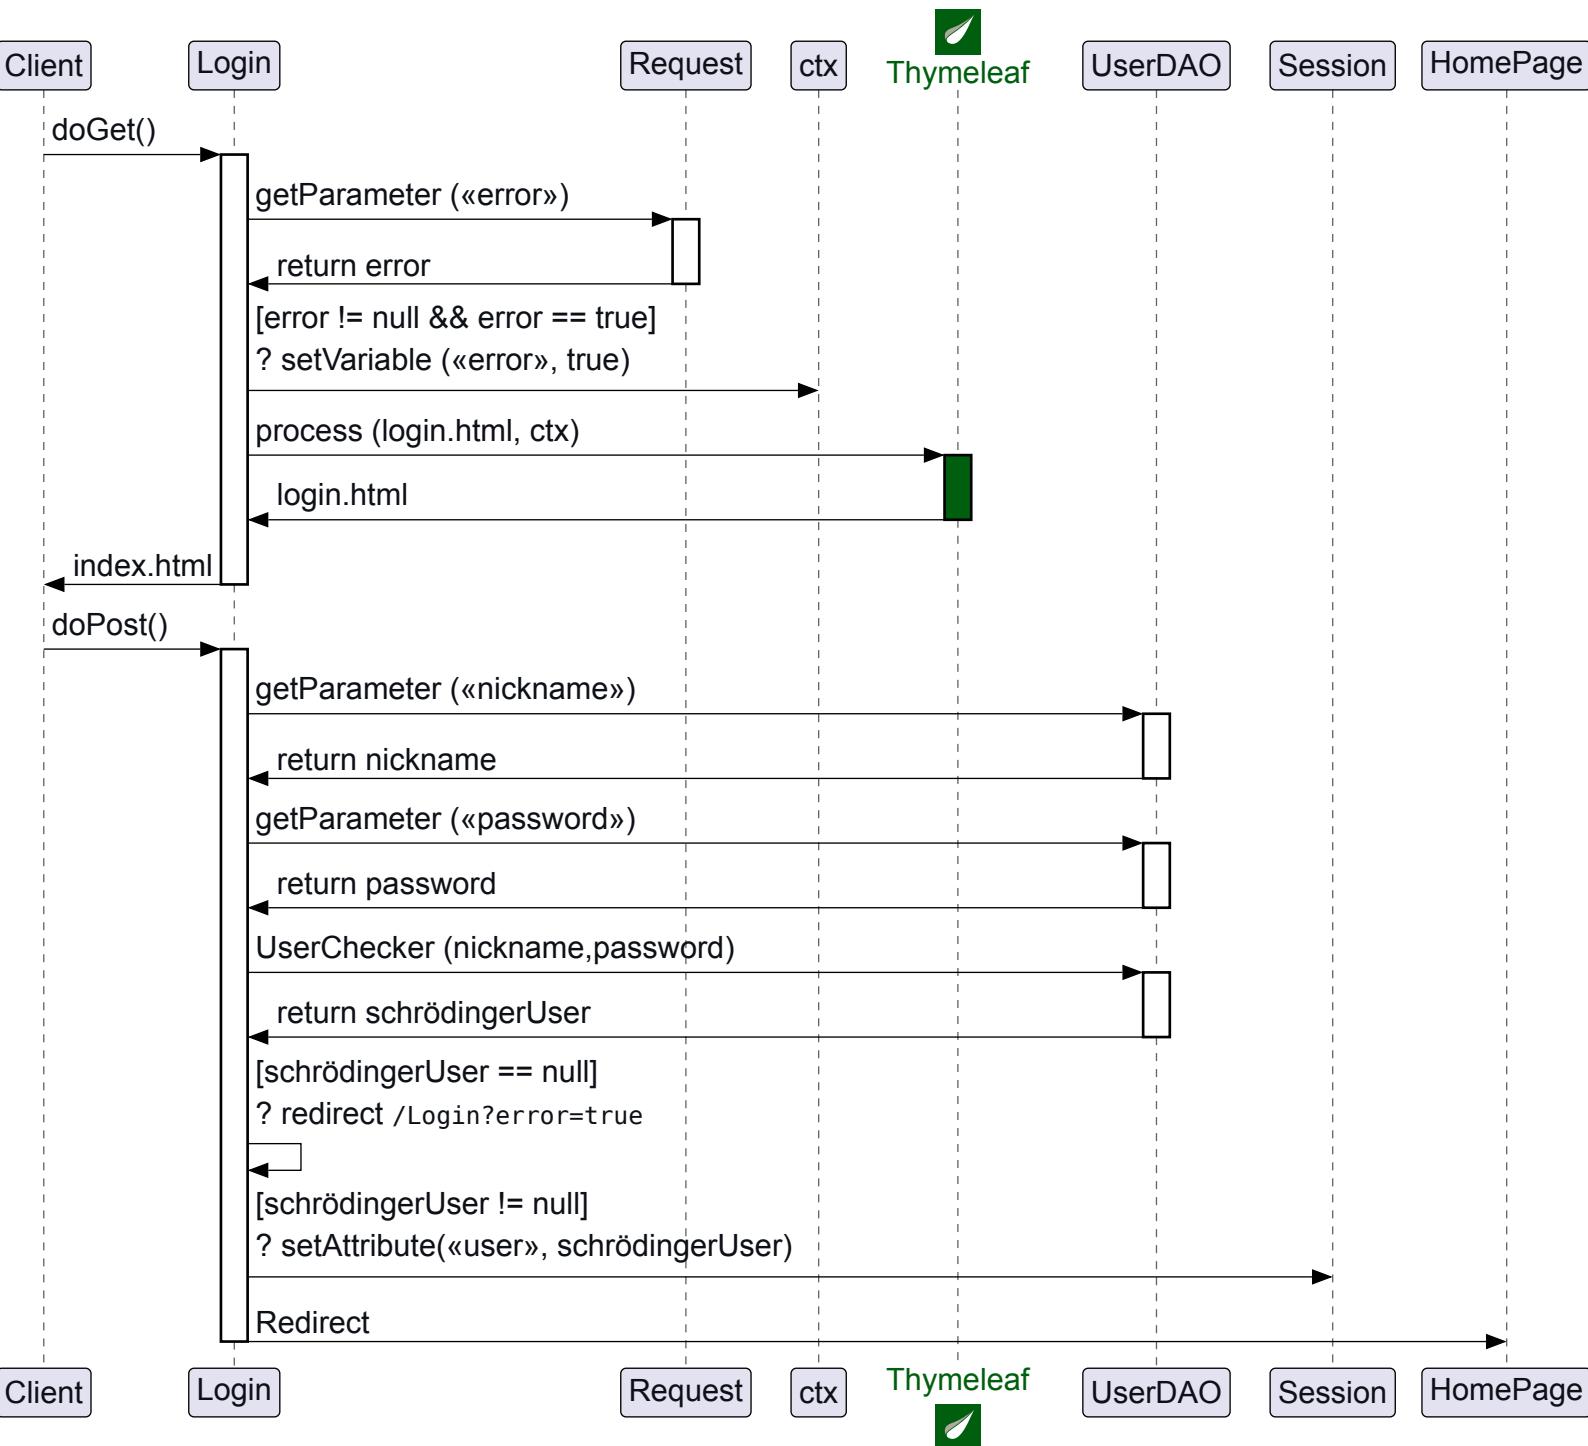 Client
Login
Request
ctx
Thymeleaf
UserDAO
Session
HomePage
doGet()
getParameter («error»)
return error
[error != null && error == true]
? setVariable («error», true)
process (login.html, ctx)
login.html
index.html
doPost()
getParameter («nickname»)
return nickname
getParameter («password»)
return password
UserChecker (nickname,password)
return schrödingerUser
[schrödingerUser == null]
? redirect /Login?error=true
[schrödingerUser != null]
? setAttribute(«user», schrödingerUser)
Redirect
Client
Login
Request
ctx
Thymeleaf
UserDAO
Session
HomePage